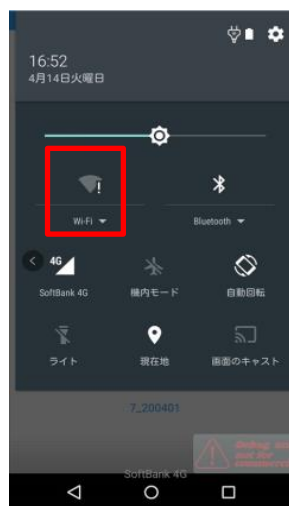 16:52
4月14日火曜日
Wi-Fi
Bluetooth
4G
SoftBank 4G
機内モード
自動回転
ライト
現在地
画面のキャスト
7_200401
SoftBank 4G